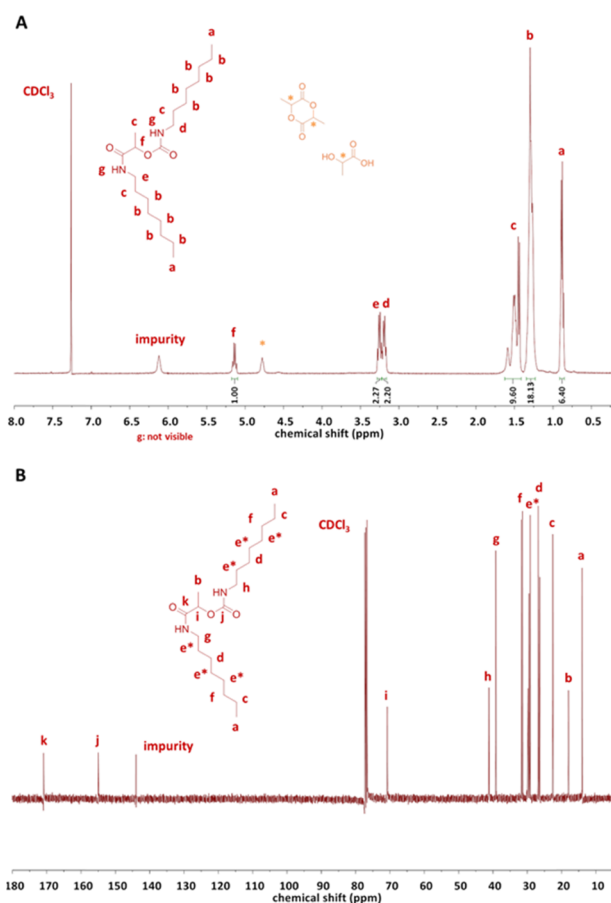 A
a
b
b
b
b
b
c
g
d
c
f
g
e
c
b
b
b
b
b
a
HN
O
O
O
HN
CDCl3
*
*
O
O
O
O
HO
*
O
OH
b
a
c
e
d
f
*
impurity
1.00
2.27
2.20
9.60
18.13
6.40
8.0 7.5 7.0 6.5 6.0 5.5 5.0 4.5 4.0 3.5 3.0 2.5 2.0 1.5 1.0 0.5
g: not visible
chemical shift (ppm)
B
a
c
f
e*
e*
d
b
h
k
i
j
g
e*
d
e*
e*
f
c
a
HN
O
O
O
HN
CDCl3
d
f
e*
c
g
a
h
b
i
k
j
impurity
180 170 160 150 140 130 120 110 100 90 80 70 60 50 40 30 20 10
chemical shift (ppm)